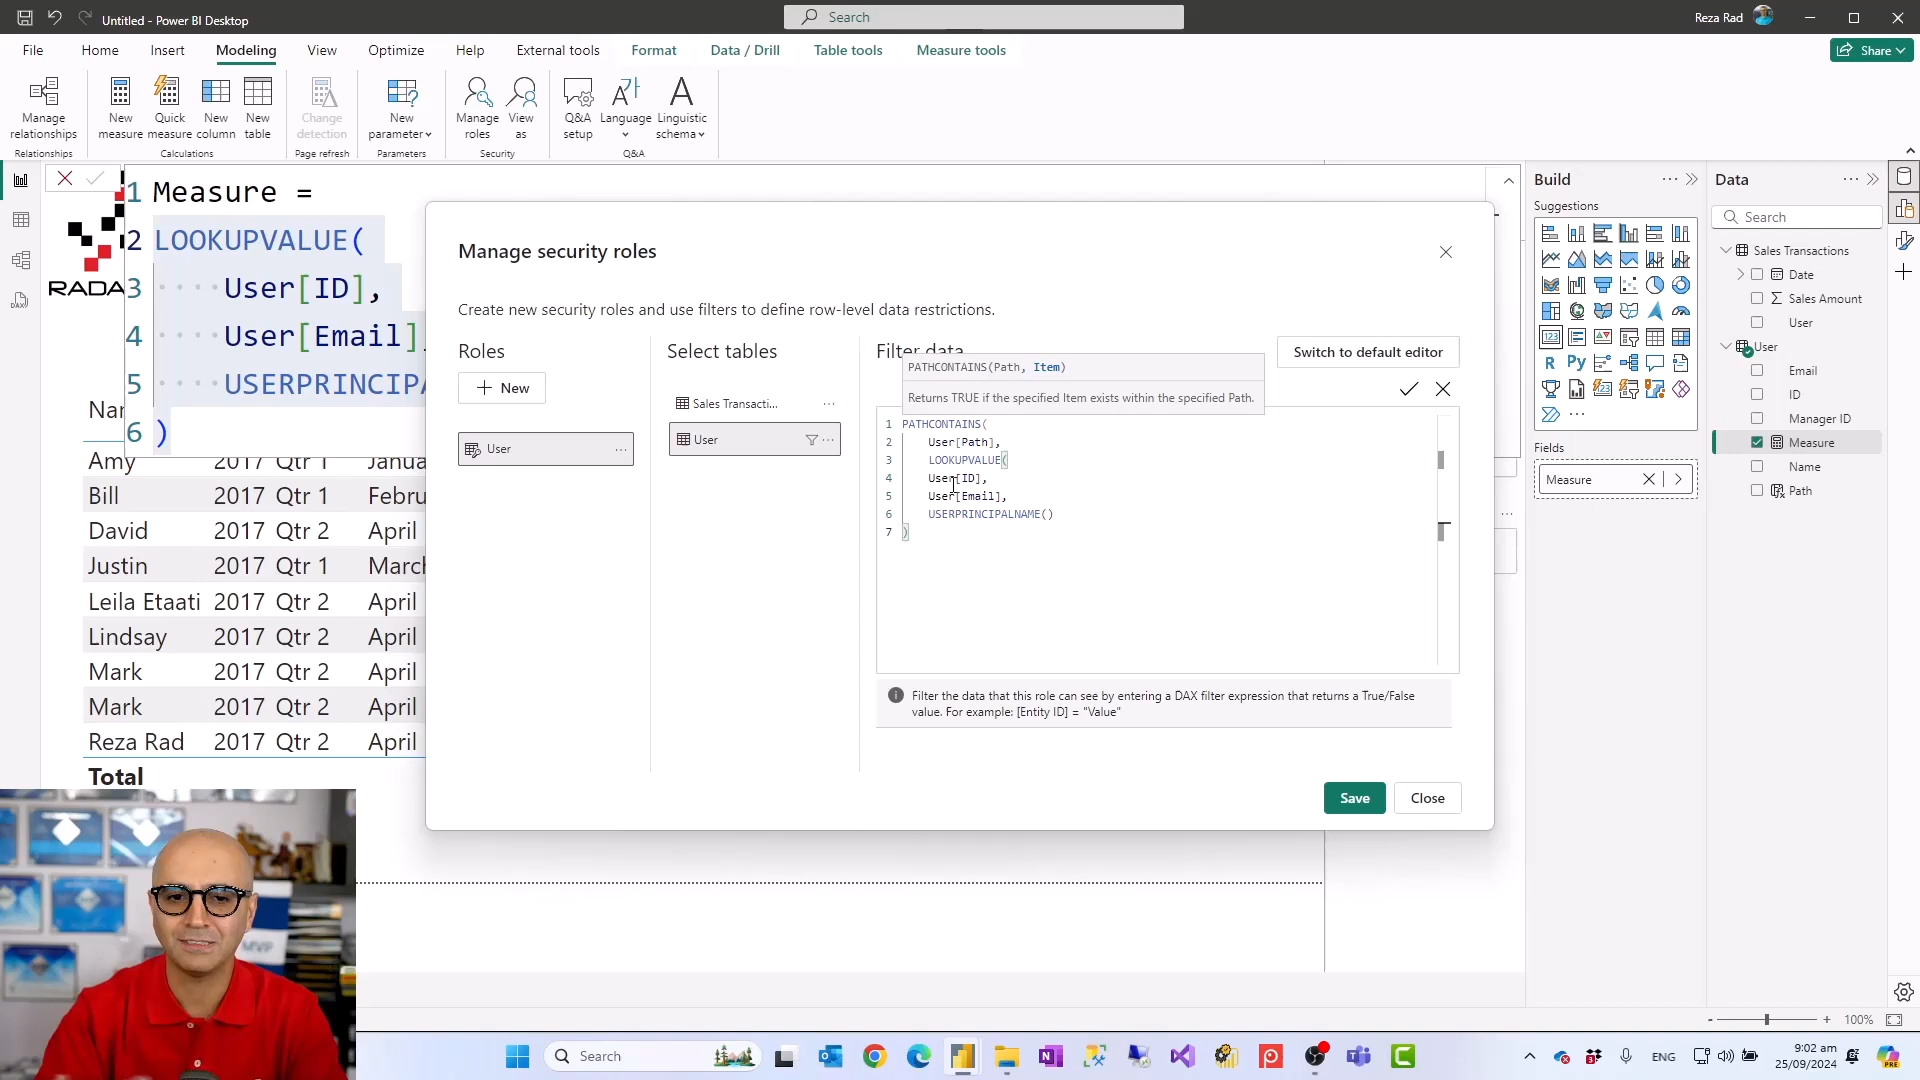 Untitled - Power BI Desktop
Search
Reza Rad
File
Home
Insert
Modeling
View
Optimize
Help
External tools
Format
Data / Drill
Table tools
Measure tools
Share
Manage relationships
New measure
Quick measure
New column
New table
Change detection
New parameter
Manage roles
View as
Q&A setup
Language
Linguistic schema
Relationships
Calculations
Page refresh
Parameters
Security
Q&A
1 Measure =
2 LOOKUPVALUE(
3 User[ID],
4 User[Email]
5 USERPRINCIPA
6 )
RADA
Nar
Amy 2017 Qtr 1 Janua
Bill 2017 Qtr 1 Febru
David 2017 Qtr 2 April
Justin 2017 Qtr 1 March
Leila Etaati 2017 Qtr 2 April
Lindsay 2017 Qtr 2 April
Mark 2017 Qtr 2 April
Mark 2017 Qtr 2 April
Reza Rad 2017 Qtr 2 April
Total
Manage security roles
Create new security roles and use filters to define row-level data restrictions.
Roles
New
User
Select tables
Sales Transacti...
User
Filter data
Switch to default editor
PATHCONTAINS(Path, Item)
Returns TRUE if the specified Item exists within the specified Path.
1 PATHCONTAINS(
2 User[Path],
3 LOOKUPVALUE(
4 User[ID],
5 User[Email],
6 USERPRINCIPALNAME()
7 )
Filter the data that this role can see by entering a DAX filter expression that returns a True/False
value. For example: [Entity ID] = "Value"
Save
Close
Build
Suggestions
Fields
Measure
Data
Search
Sales Transactions
Date
Sales Amount
User
User
Email
ID
Manager ID
Measure
Name
Path
MVP
100%
Search
ENG
9:02 am
25/09/2024